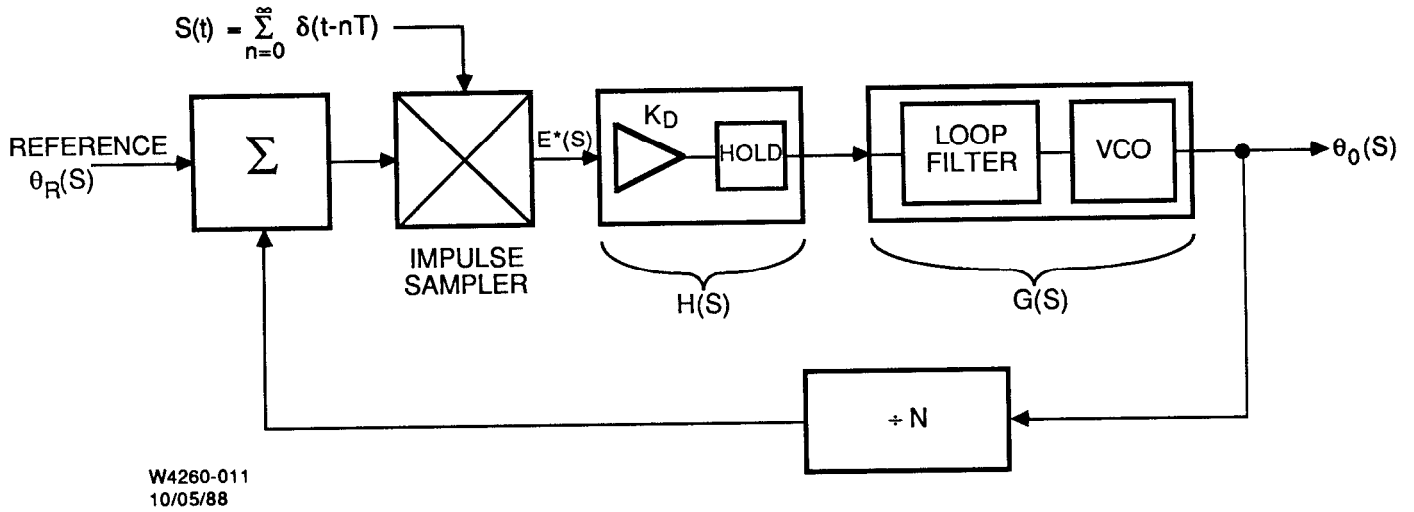 S(t) = ∞ Σ n=0 δ(t-nT)
REFERENCE
θR(S)
Σ
IMPULSE
SAMPLER
E*(S)
KD
HOLD
H(S)
LOOP
FILTER
VCO
G(S)
θ0(S)
÷ N
W4260-011
10/05/88